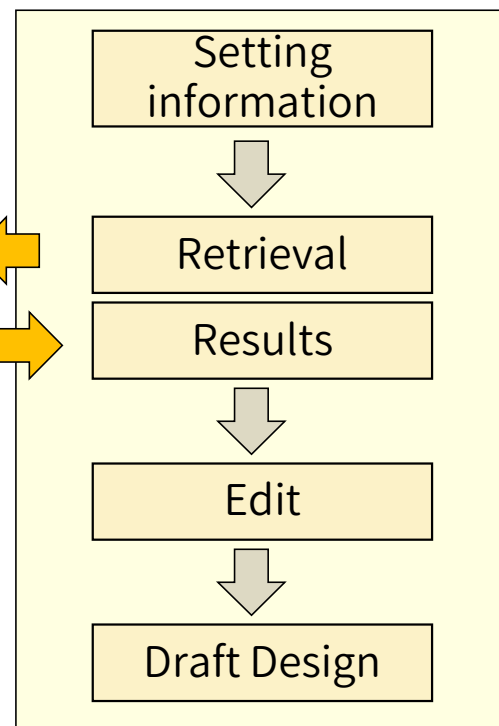 Setting
information
Retrieval
Results
Edit
Draft Design